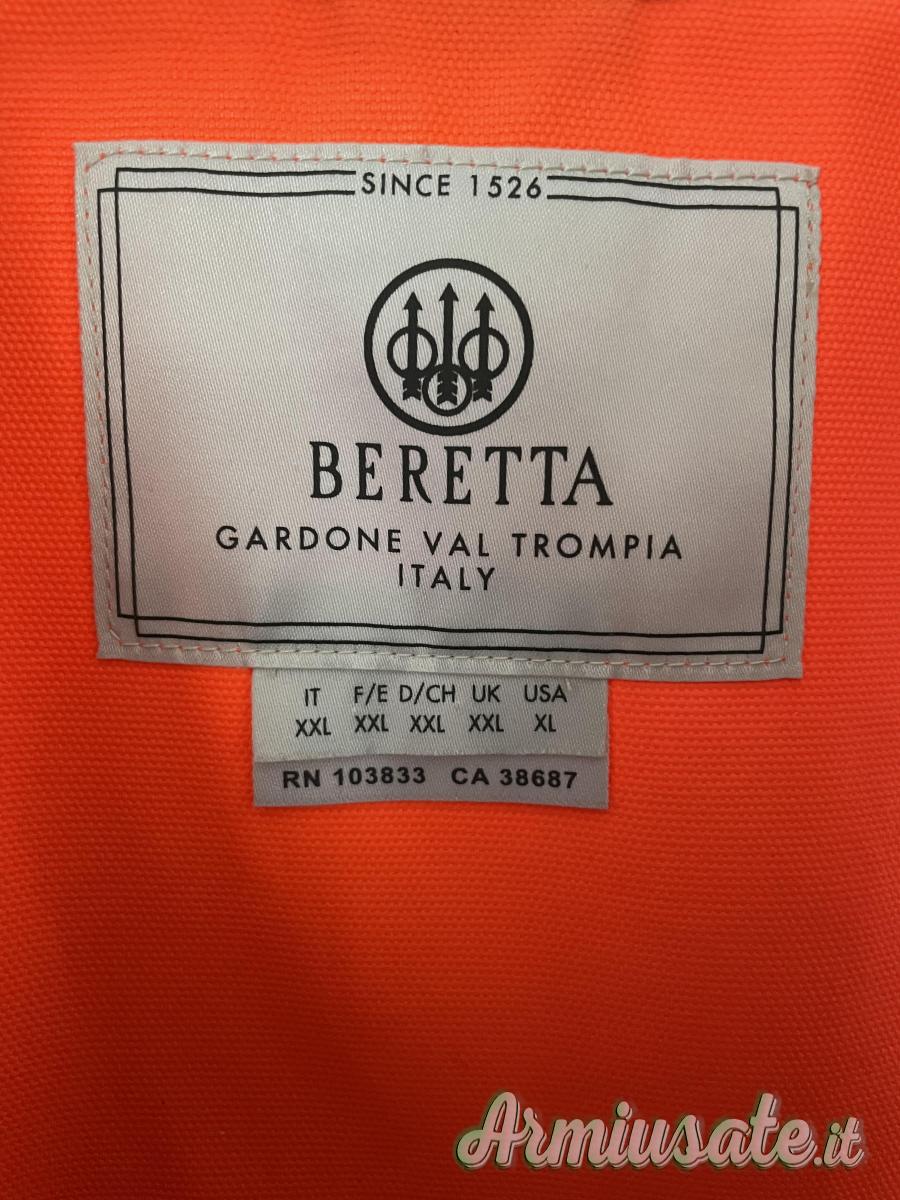 SINCE 1526
BERETTA
GARDONE VAL TROMPIA
ITALY
IT F/E D/CH UK USA
XXL XXL XXL XXL XL
RN 103833 CA 38687
Armiusate.it